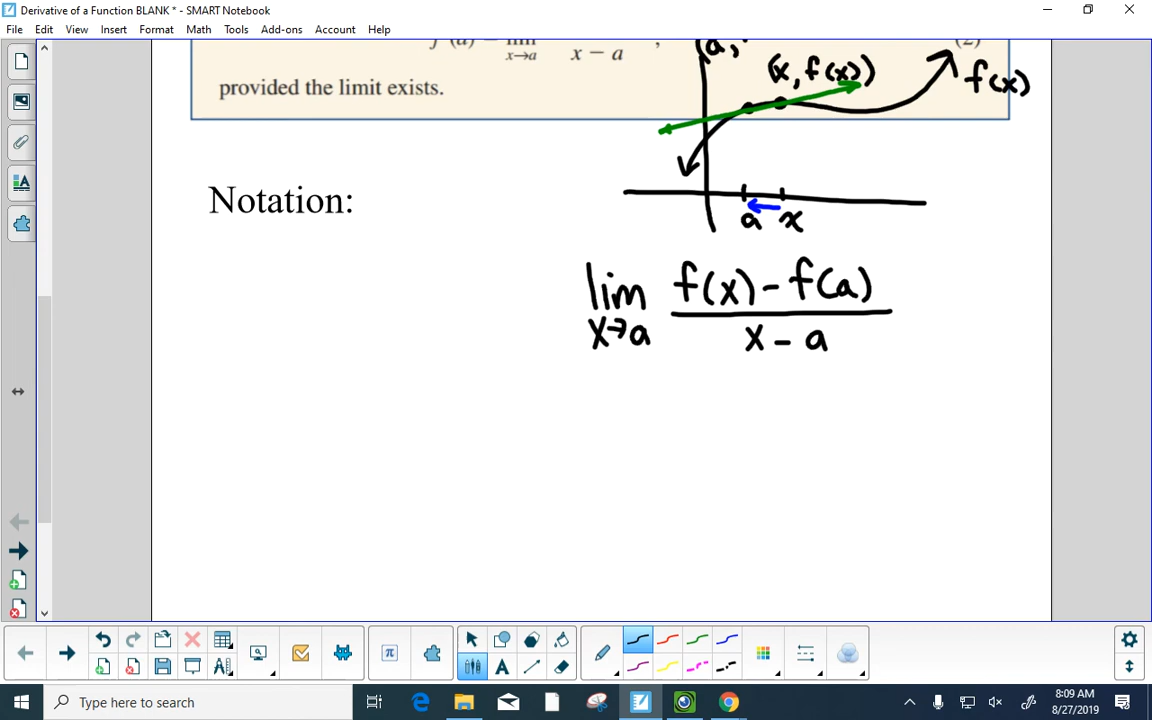 Derivative of a Function BLANK * - SMART Notebook
File Edit View Insert Format Math Tools Add-ons Account Help
x→a x − a
(a,
(2)
provided the limit exists.
(x, f(x))
f(x)
Notation:
a x
lim f(x) - f(a)
x→a x - a
π
A
Type here to search
8:09 AM
8/27/2019